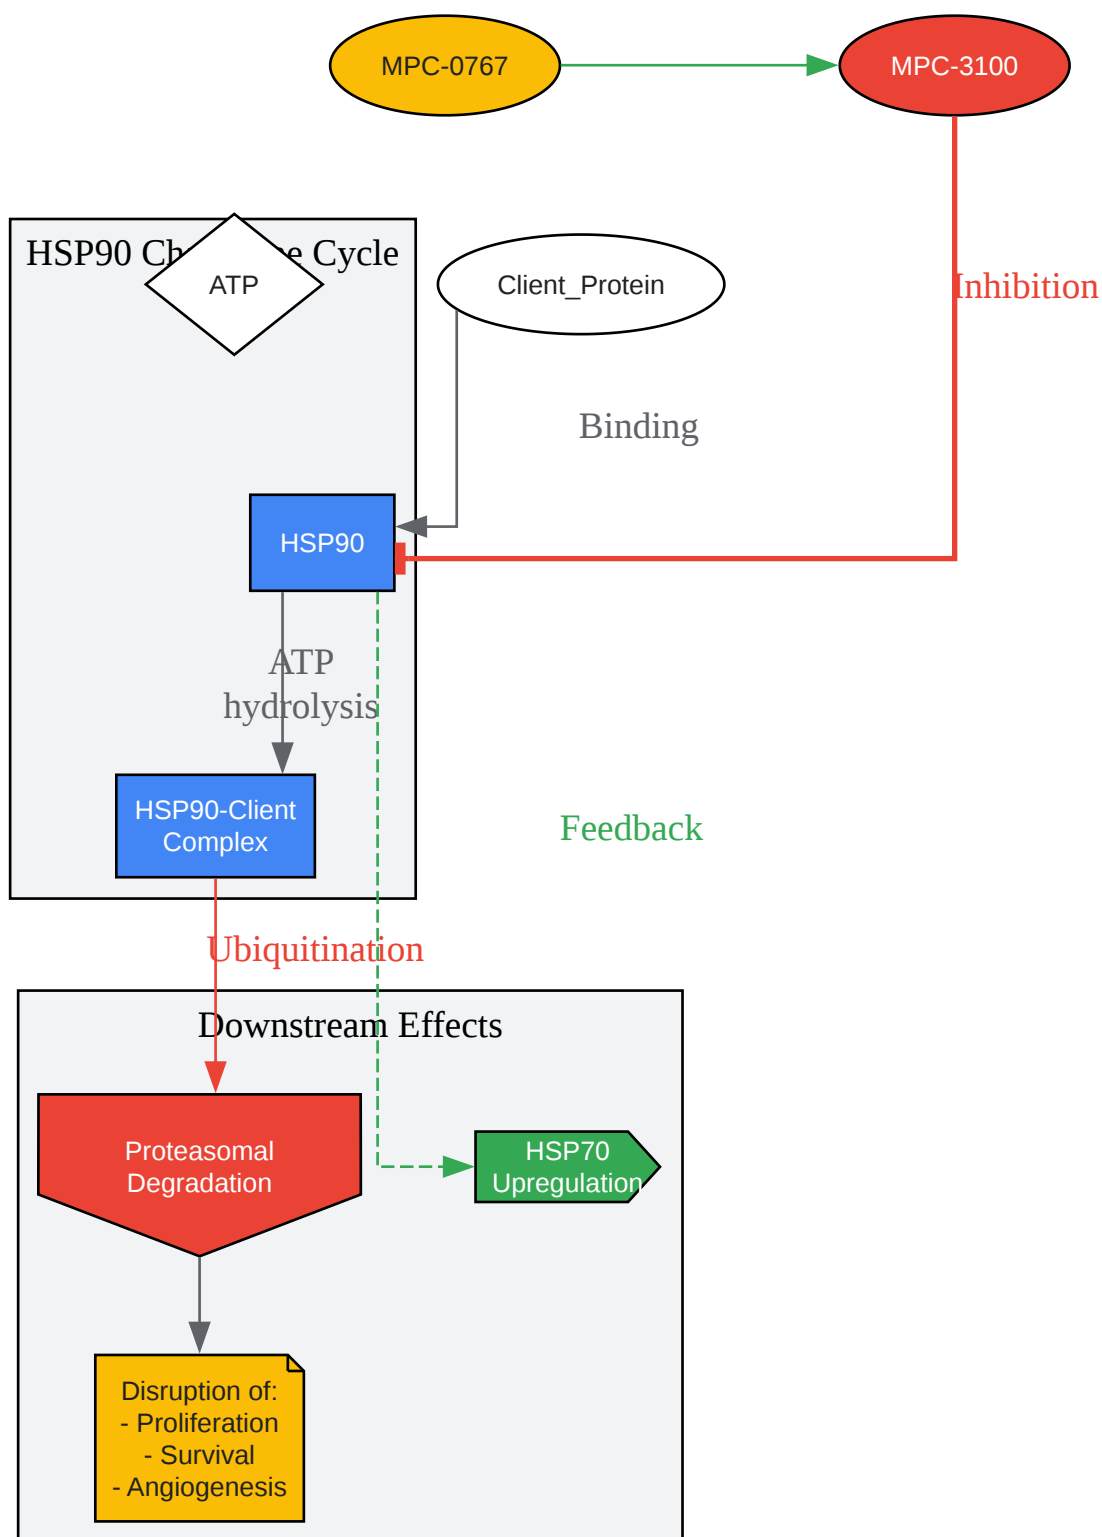 MPC-0767
MPC-3100
HSP90 Ch e Cycle
ATP
Client_Protein
Inhibition
Binding
HSP90
ATP
hydrolysis
HSP90-Client
Complex
Feedback
Ubiquitination
Downstream Effects
Proteasomal
Degradation
HSP70
Upregulation
Disruption of:
- Proliferation
- Survival
- Angiogenesis